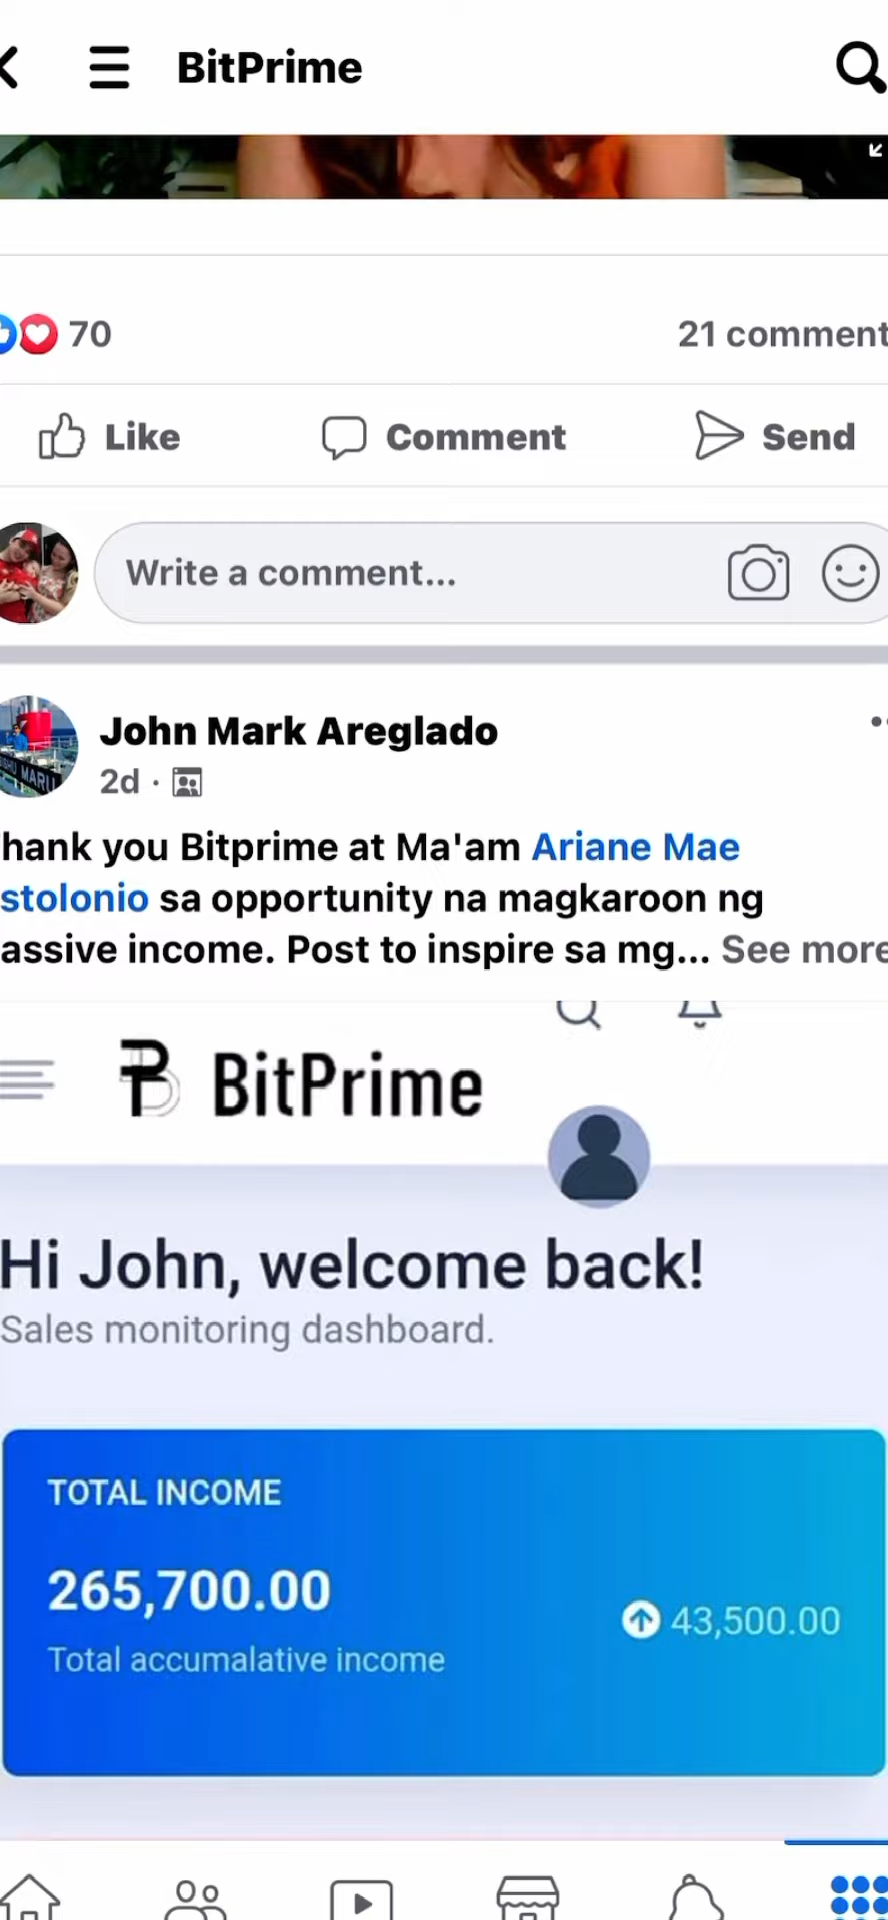 BitPrime
70
21 comment
Like
Comment
Send
Write a comment...
John Mark Areglado
2d ·
hank you Bitprime at Ma'am Ariane Mae
stolonio sa opportunity na magkaroon ng
assive income. Post to inspire sa mg... See more
BitPrime
Hi John, welcome back!
Sales monitoring dashboard.
TOTAL INCOME
265,700.00
43,500.00
Total accumalative income